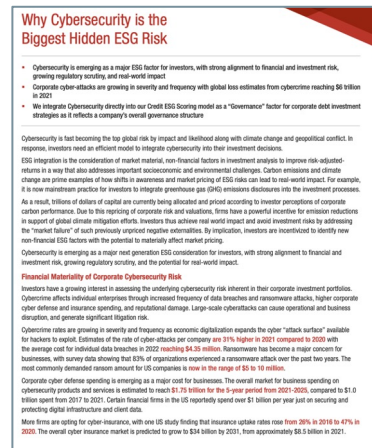 Why Cybersecurity is the
Biggest Hidden ESG Risk
• Cybersecurity is emerging as a major ESG factor for investors, with strong alignment to financial and investment risk,
growing regulatory scrutiny, and real-world impact
• Corporate cyber-attacks are growing in severity and frequency with global loss estimates from cybercrime reaching $6 trillion
in 2021
• We integrate Cybersecurity directly into our Credit ESG Scoring model as a "Governance" factor for corporate debt investment
strategies as it reflects a company's overall governance structure
Cybersecurity is fast becoming the top global risk by impact and likelihood along with climate change and geopolitical conflict. In
response, investors need an efficient model to integrate cybersecurity into their investment decisions.
ESG integration is the consideration of market material, non-financial factors in investment analysis to improve risk-adjusted-
returns in a way that also addresses important socioeconomic and environmental challenges. Carbon emissions and climate
change are prime examples of how shifts in awareness and market pricing of ESG risks can lead to real-world impact. For example,
it is now mainstream practice for investors to integrate greenhouse gas (GHG) emissions disclosures into the investment processes.
As a result, trillions of dollars of capital are currently being allocated and priced according to investor perceptions of corporate
carbon performance. Due to this repricing of corporate risk and valuations, firms have a powerful incentive for emission reductions
in support of global climate mitigation efforts. Investors thus achieve real world impact and avoid investment risks by addressing
the "market failure" of such previously unpriced negative externalities. By implication, investors are incentivized to identify new
non-financial ESG factors with the potential to materially affect market pricing.
Cybersecurity is emerging as a major next generation ESG consideration for investors, with strong alignment to financial and
investment risk, growing regulatory scrutiny, and the potential for real-world impact.
Financial Materiality of Corporate Cybersecurity Risk
Investors have a growing interest in assessing the underlying cybersecurity risk inherent in their corporate investment portfolios.
Cybercrime affects individual enterprises through increased frequency of data breaches and ransomware attacks, higher corporate
cyber defense and insurance spending, and reputational damage. Large-scale cyberattacks can cause operational and business
disruption, and generate significant litigation risk.
Cybercrime rates are growing in severity and frequency as economic digitalization expands the cyber "attack surface" available
for hackers to exploit. Estimates of the rate of cyber-attacks per company are 31% higher in 2021 compared to 2020 with
the average cost for individual data breaches in 2022 reaching $4.35 million. Ransomware has become a major concern for
businesses, with survey data showing that 83% of organizations experienced a ransomware attack over the past two years. The
most commonly demanded ransom amount for US companies is now in the range of $5 to 10 million.
Corporate cyber defense spending is emerging as a major cost for businesses. The overall market for business spending on
cybersecurity products and services is estimated to reach $1.75 trillion for the 5-year period from 2021-2025, compared to $1.0
trillion spent from 2017 to 2021. Certain financial firms in the US reportedly spend over $1 billion per year just on securing and
protecting digital infrastructure and client data.
More firms are opting for cyber-insurance, with one US study finding that insurance uptake rates rose from 26% in 2016 to 47% in
2020. The overall cyber insurance market is predicted to grow to $34 billion by 2031, from approximately $8.5 billion in 2021.